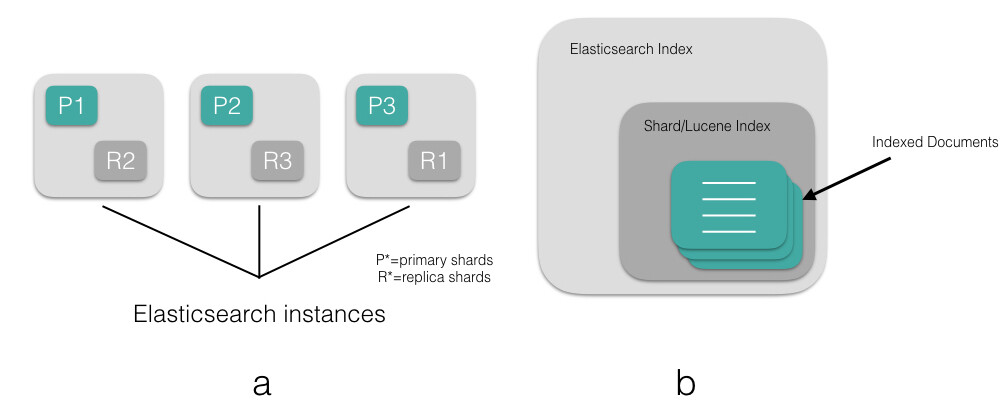 P1
R2
P2
R3
P3
R1
P*=primary shards
R*=replica shards
Elasticsearch instances
a
Elasticsearch Index
Shard/Lucene Index
Indexed Documents
b